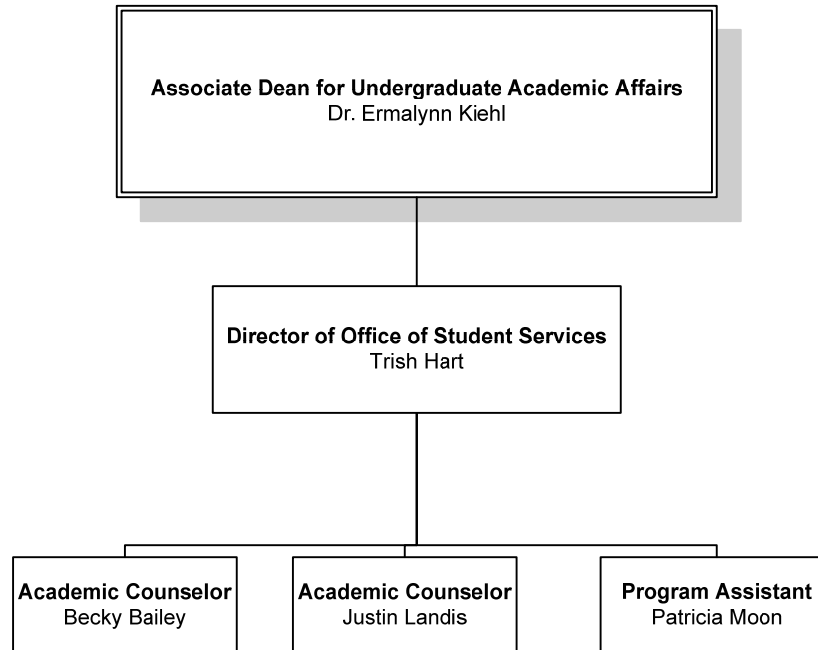 Associate Dean for Undergraduate Academic Affairs
Dr. Ermalynn Kiehl
Director of Office of Student Services
Trish Hart
Academic Counselor
Becky Bailey
Academic Counselor
Justin Landis
Program Assistant
Patricia Moon